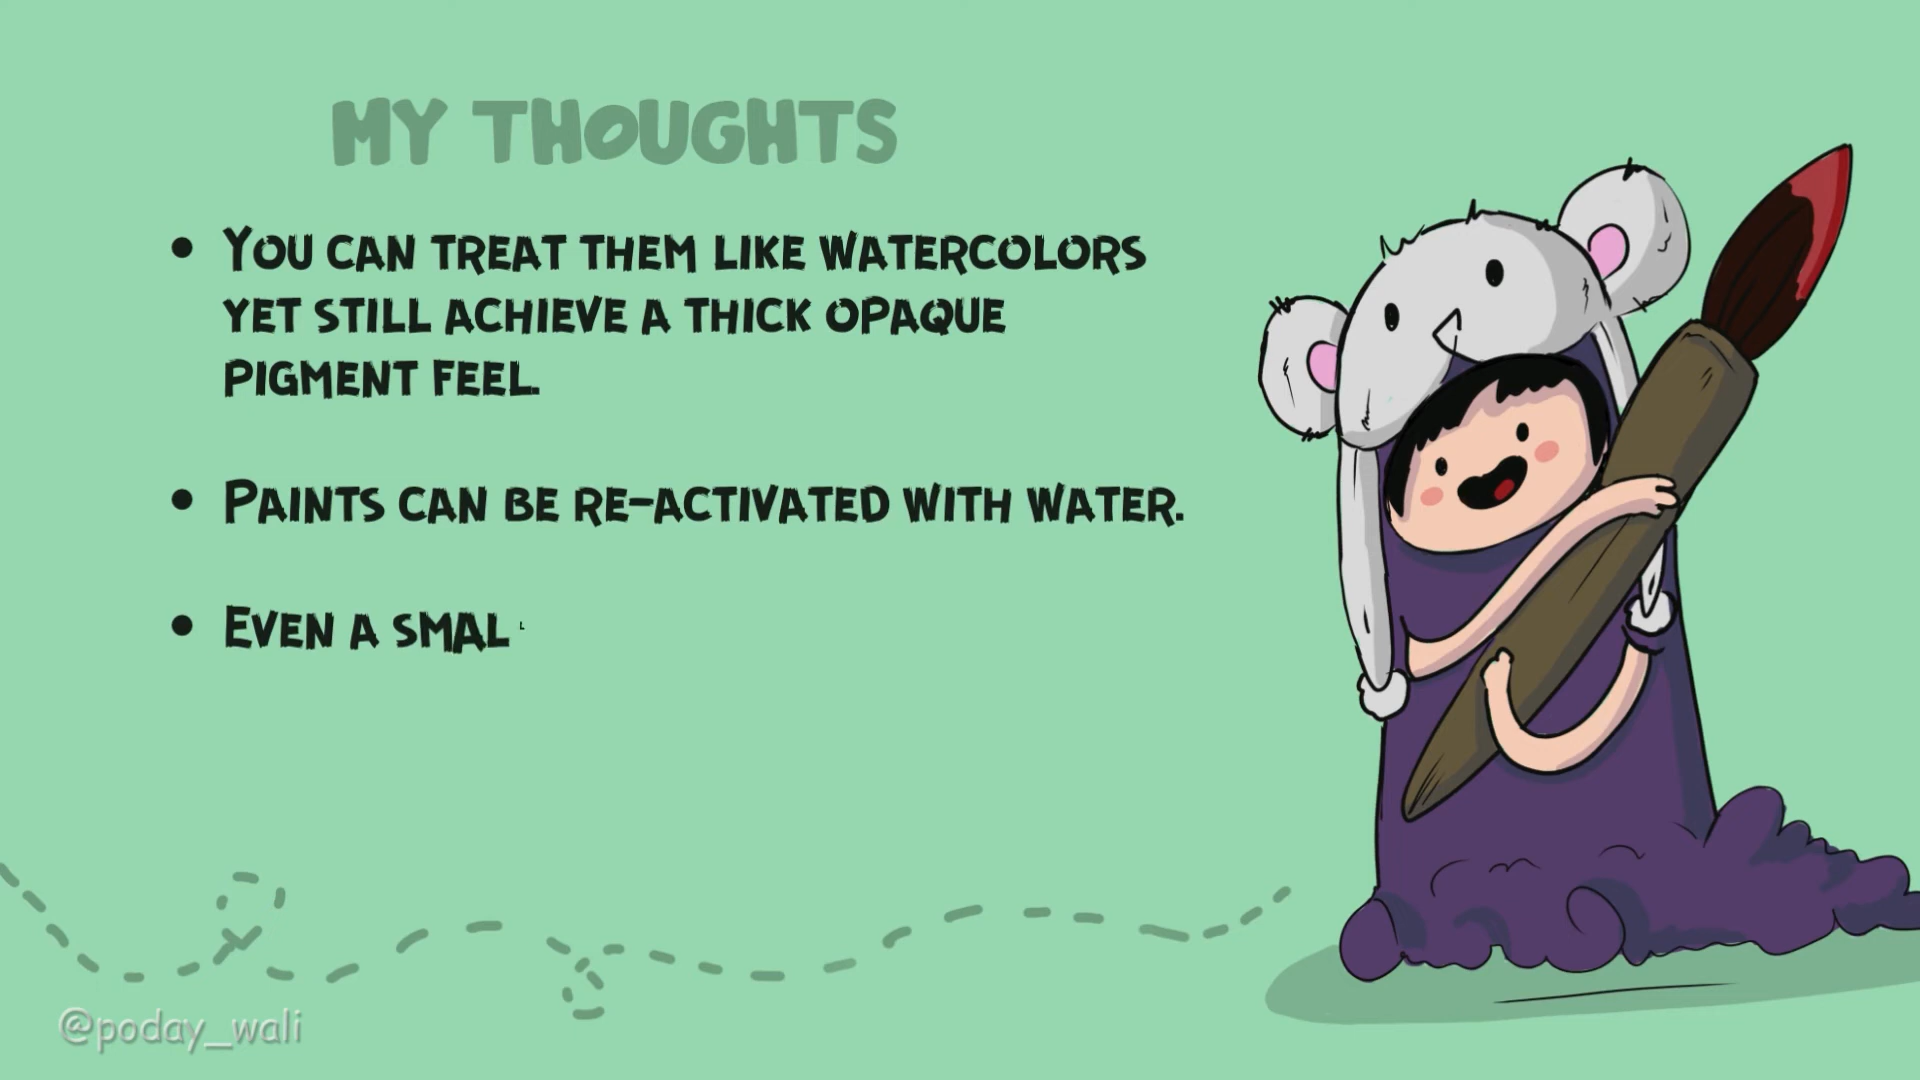 MY THOUGHTS
• YOU CAN TREAT THEM LIKE WATERCOLORS
YET STILL ACHIEVE A THICK OPAQUE
PIGMENT FEEL.
• PAINTS CAN BE RE-ACTIVATED WITH WATER.
• EVEN A SMALL
@poday_wali